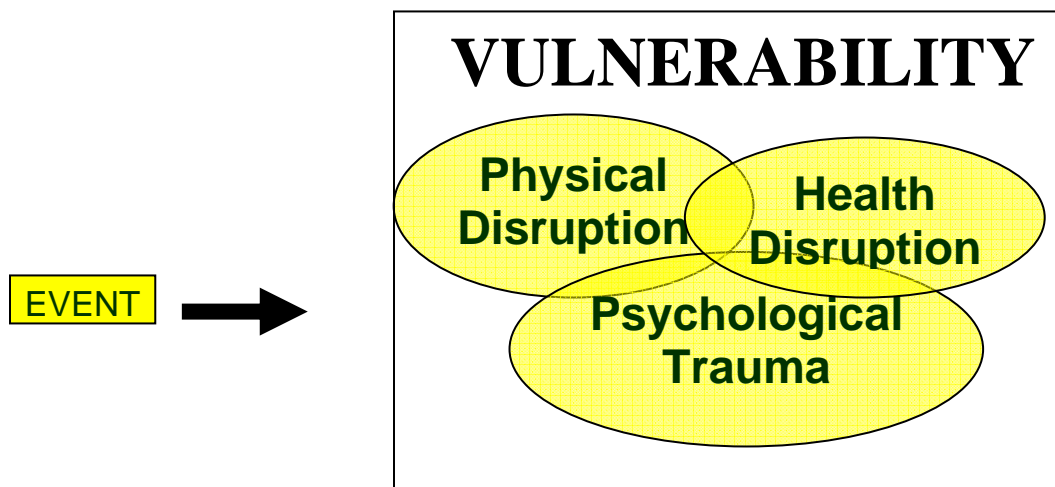 VULNERABILITY
Physical
Disruption
Health
Disruption
Psychological
Trauma
EVENT